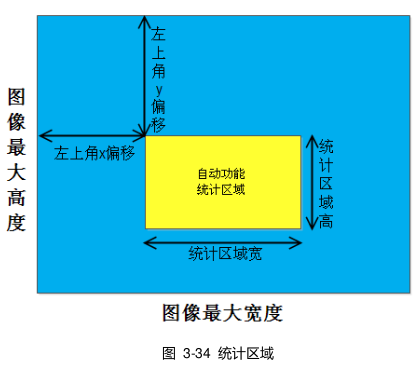 左上角y偏移
图像最大高度
左上角x偏移
自动功能
统计区域
统计区域高
统计区域宽
图像最大宽度
图 3-34 统计区域